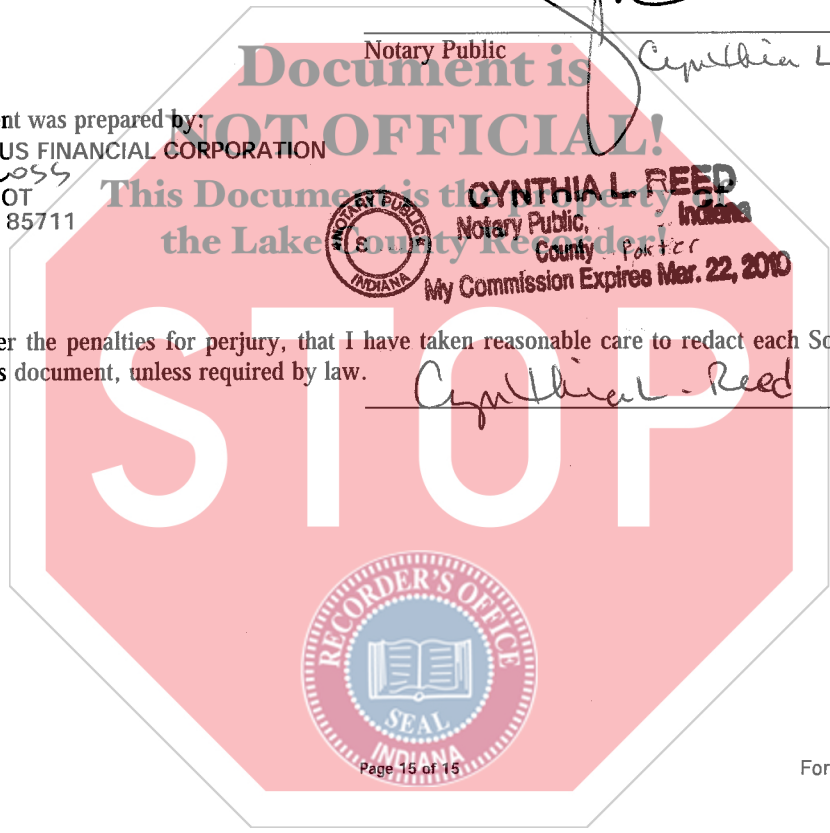 Document is
Notary Public
Cynthia L
nt was prepared by:
NOT OFFICIAL!
US FINANCIAL CORPORATION
OT
This Document is the property of
85711
the Lake County Recorder!
CYNTHIA L. REED
Notary Public, Indiana
County Porter
My Commission Expires Mar. 22, 2010
NOTARY PUBLIC
S
INDIANA
er the penalties for perjury, that I have taken reasonable care to redact each So
s document, unless required by law.
Cynthia L. Reed
STOP
RECORDER'S OFFICE
SEAL
INDIANA
Page 15 of 15
For